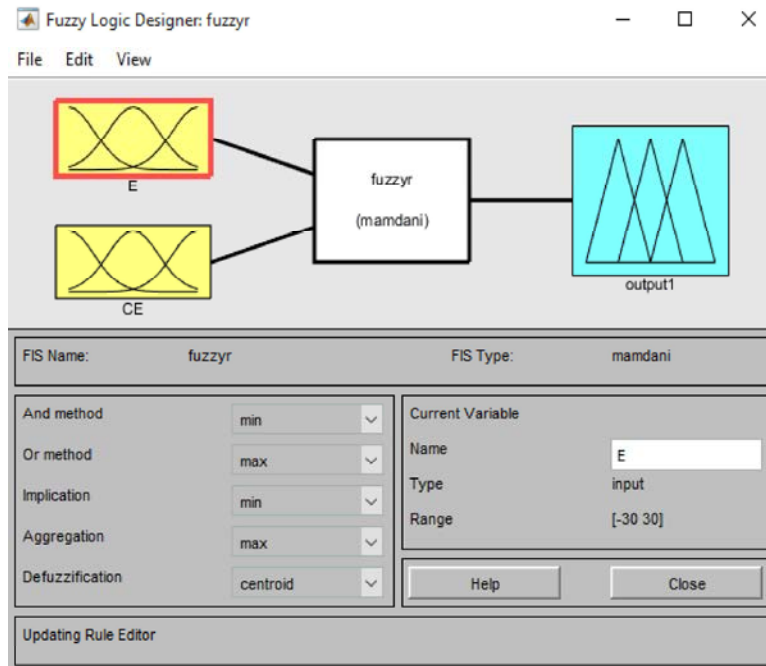 Fuzzy Logic Designer: fuzzyr
File Edit View
E
fuzzyr
(mamdani)
CE
output1
FIS Name: fuzzyr FIS Type: mamdani
And method min
Or method max
Implication min
Aggregation max
Defuzzification centroid
Current Variable
Name E
Type input
Range [-30 30]
Help Close
Updating Rule Editor